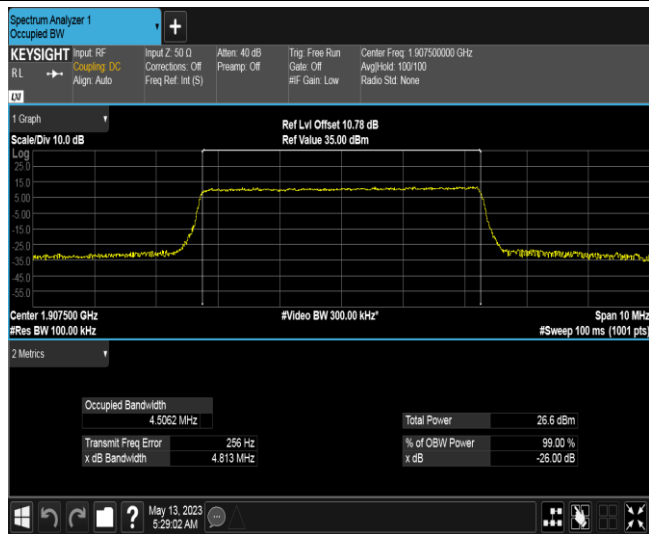 Spectrum Analyzer 1
Occupied BW
+
KEYSIGHT Input: RF Input Z: 50 Ω Atten: 40 dB Trig: Free Run Center Freq: 1.907500000 GHz
RL Coupling: DC Corrections: Off Preamp: Off Gate: Off Avg|Hold: 100/100
Align: Auto Freq Ref: Int (S) #IF Gain: Low Radio Std: None
LXI
1 Graph
Ref Lvl Offset 10.78 dB
Scale/Div 10.0 dB Ref Value 35.00 dBm
Log
25.0
15.0
5.00
-5.00
-15.0
-25.0
-35.0
-45.0
-55.0
Center 1.907500 GHz #Video BW 300.00 kHz* Span 10 MHz
#Res BW 100.00 kHz #Sweep 100 ms (1001 pts)
2 Metrics
Occupied Bandwidth
4.5062 MHz Total Power 26.6 dBm
Transmit Freq Error 256 Hz % of OBW Power 99.00 %
x dB Bandwidth 4.813 MHz x dB -26.00 dB
? May 13, 2023
5:29:02 AM